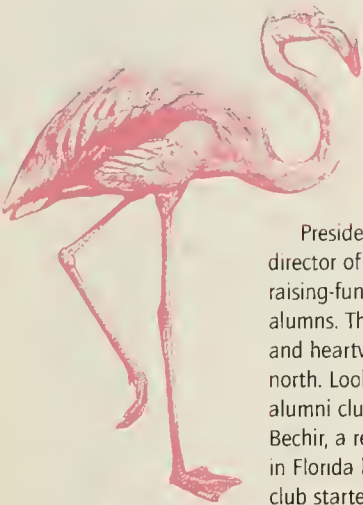 Preside
director of
raising-fun
alumns. Th
and heartv
north. Look
alumni clu
Bechir, a re
in Florida l
club starte